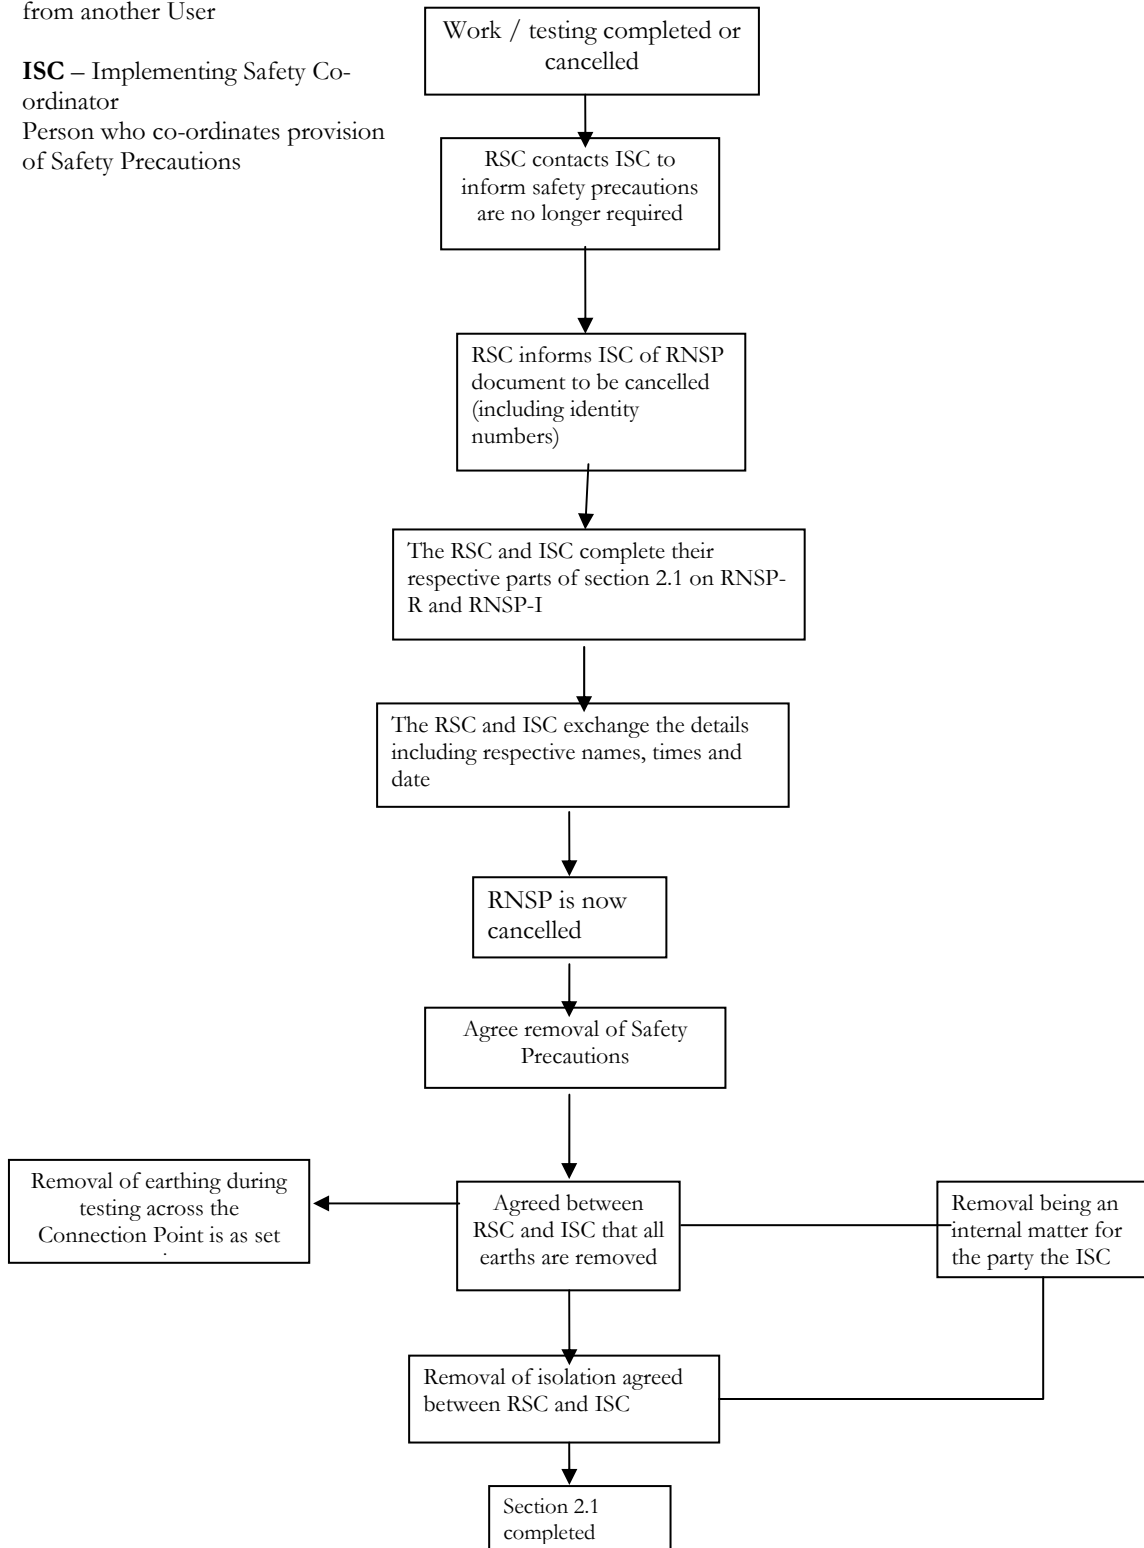 from another User
ISC – Implementing Safety Co-
ordinator
Person who co-ordinates provision
of Safety Precautions
Work / testing completed or
cancelled
RSC contacts ISC to
inform safety precautions
are no longer required
RSC informs ISC of RNSP
document to be cancelled
(including identity
numbers)
The RSC and ISC complete their
respective parts of section 2.1 on RNSP-
R and RNSP-I
The RSC and ISC exchange the details
including respective names, times and
date
RNSP is now
cancelled
Agree removal of Safety
Precautions
Removal of earthing during
testing across the
Connection Point is as set
Agreed between
RSC and ISC that all
earths are removed
Removal being an
internal matter for
the party the ISC
Removal of isolation agreed
between RSC and ISC
Section 2.1
completed